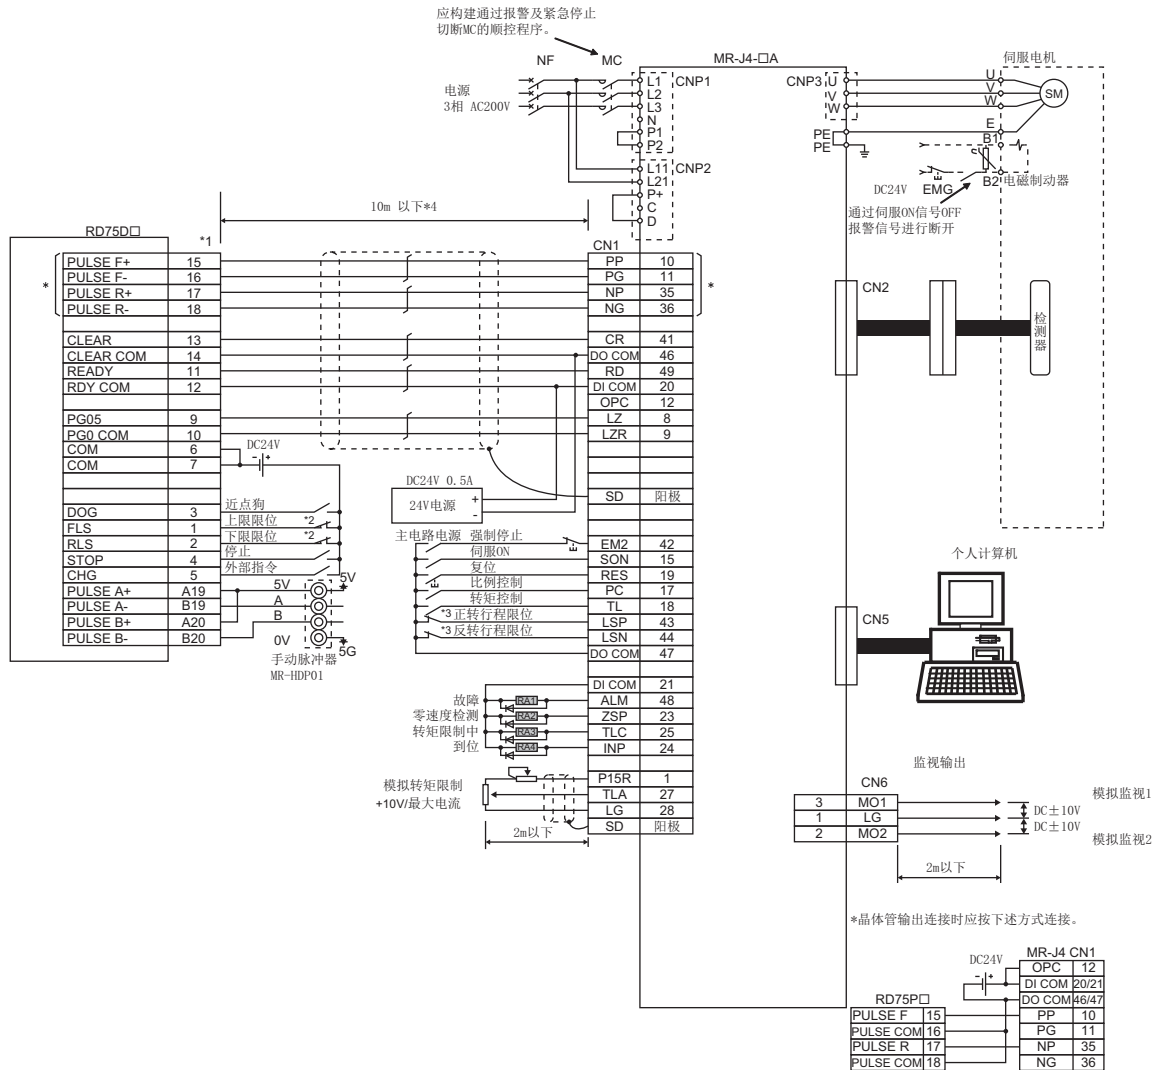 应构建通过报警及紧急停止
切断MC的顺控程序。
NF MC
MR-J4-□A
伺服电机
电源
3相 AC200V
L1 CNP1
L2
L3
N
P1
P2
CNP3 U
V
W
U
V
W
SM
PE
PE
E
B1
B2
电磁制动器
DC24V EMG
通过伺服ON信号OFF
报警信号进行断开
L11 CNP2
L21
P+
C
D
10m 以下*4
RD75D□
*1
CN1
*
PULSE F+ 15
PULSE F- 16
PULSE R+ 17
PULSE R- 18
CLEAR 13
CLEAR COM 14
READY 11
RDY COM 12
PG05 9
PG0 COM 10
COM 6
COM 7
DC24V
- +
DOG 3 近点狗
FLS 1 上限限位 *2
RLS 2 下限限位 *2
STOP 4 停止
CHG 5 外部指令
PULSE A+ A19
PULSE A- B19
PULSE B+ A20
PULSE B- B20
5V 5V
A
B
0V 5G
手动脉冲器
MR-HDP01
PP 10
PG 11
NP 35
NG 36
*
CR 41
DO COM 46
RD 49
DI COM 20
OPC 12
LZ 8
LZR 9
SD 阳极
DC24V 0.5A
24V电源 + -
主电路电源 强制停止 EM2 42
伺服ON SON 15
复位 RES 19
比例控制 PC 17
转矩控制 TL 18
*3 正转行程限位 LSP 43
*3 反转行程限位 LSN 44
DO COM 47
DI COM 21
故障 RA1 ALM 48
零速度检测 RA2 ZSP 23
转矩限制中 RA3 TLC 25
到位 RA4 INP 24
模拟转矩限制
+10V/最大电流
P15R 1
TLA 27
LG 28
SD 阳极
2m以下
CN2
检测器
个人计算机
CN5
监视输出
CN6
3 MO1
1 LG
2 MO2
模拟监视1
DC±10V
DC±10V
模拟监视2
2m以下
*晶体管输出连接时应按下述方式连接。
MR-J4 CN1
DC24V
- +
OPC 12
DI COM 20/21
DO COM 46/47
PP 10
PG 11
NP 35
NG 36
RD75P□
PULSE F 15
PULSE COM 16
PULSE R 17
PULSE COM 18